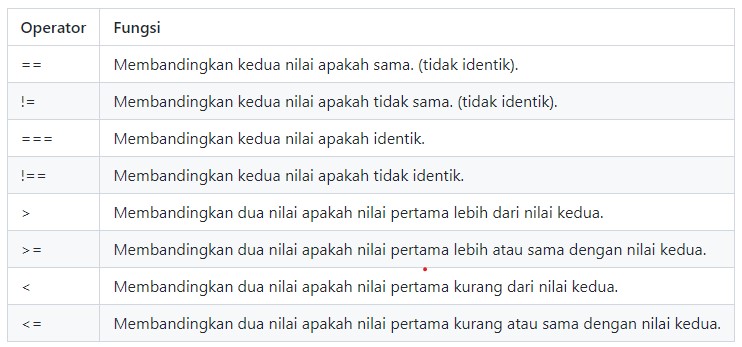 Operator Fungsi
== Membandingkan kedua nilai apakah sama. (tidak identik).
!= Membandingkan kedua nilai apakah tidak sama. (tidak identik).
=== Membandingkan kedua nilai apakah identik.
!== Membandingkan kedua nilai apakah tidak identik.
> Membandingkan dua nilai apakah nilai pertama lebih dari nilai kedua.
>= Membandingkan dua nilai apakah nilai pertama lebih atau sama dengan nilai kedua.
< Membandingkan dua nilai apakah nilai pertama kurang dari nilai kedua.
<= Membandingkan dua nilai apakah nilai pertama kurang atau sama dengan nilai kedua.